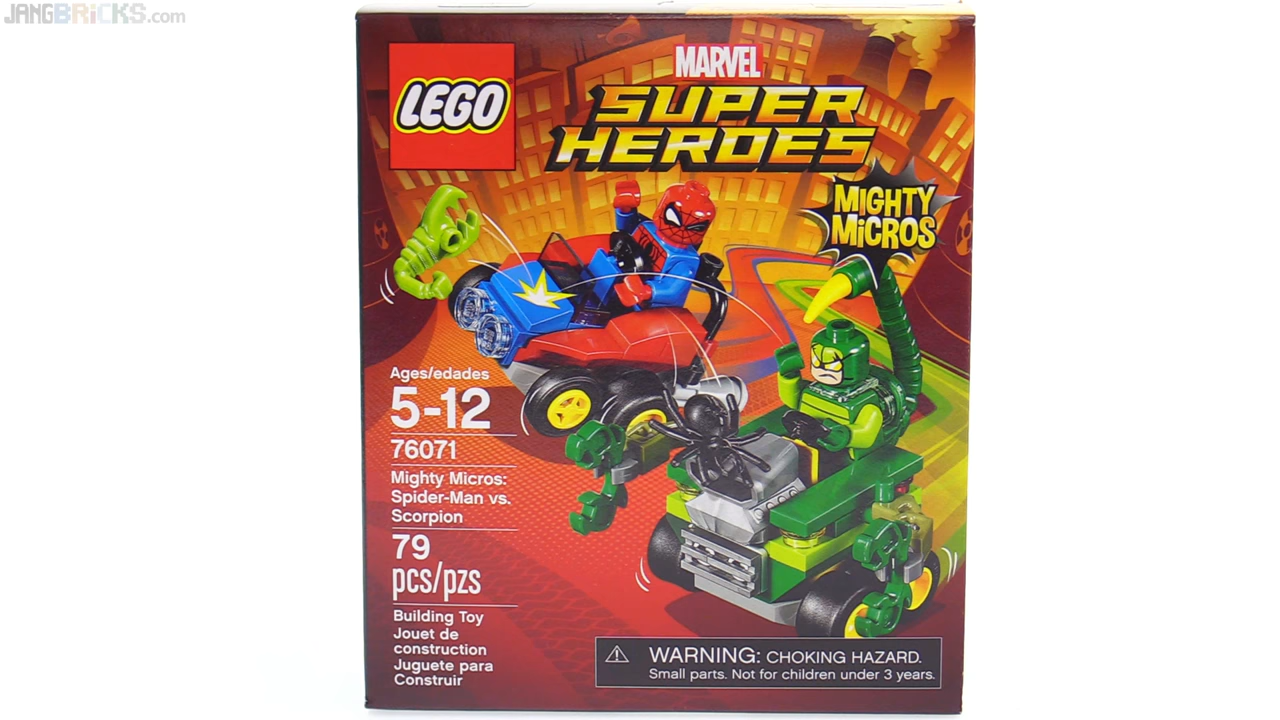 JANGBRiCKS.com
LEGO
MARVEL
SUPER
HEROES
MIGHTY
MiCROS
Ages/edades
5-12
76071
Mighty Micros:
Spider-Man vs.
Scorpion
79
pcs/pzs
Building Toy
Jouet de
construction
Juguete para
Construir
WARNING: CHOKING HAZARD.
Small parts. Not for children under 3 years.